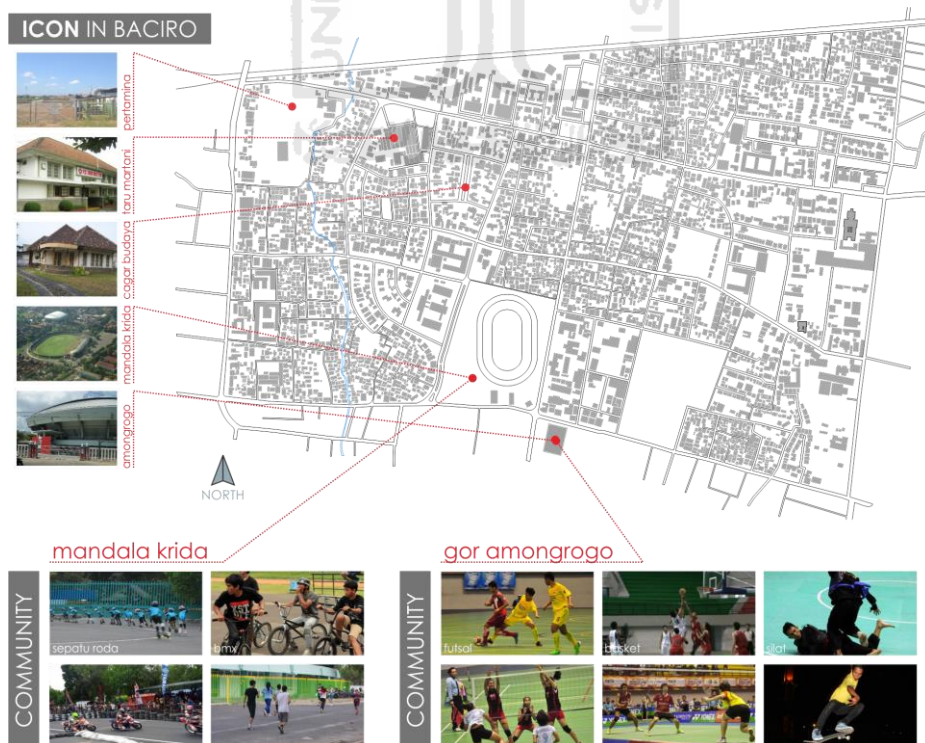 ICON IN BACIRO
pertamina
taru martani
cagar budaya
mandala krida
amongrogo
NORTH
mandala krida
gor amongrogo
COMMUNITY
sepatu roda
bmx
COMMUNITY
futsal
basket
silat